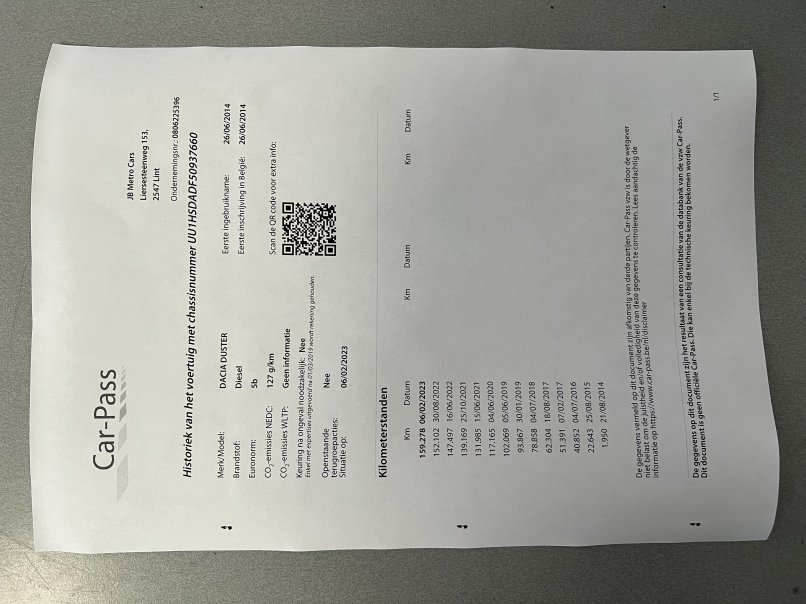 Car-Pass
JB Metro Cars
Liersesteenweg 153,
2547 Lint
Ondernemingsnr.: 0806225396
Historiek van het voertuig met chassisnummer UU1HSDADF50937660
Merk/Model: DACIA DUSTER
Brandstof: Diesel
Euronorm: 5b
CO2-emissies NEDC: 127 g/km
CO2-emissies WLTP: Geen informatie
Keuring na ongeval noodzakelijk: Nee
Enkel met expertises uitgevoerd na 01/03/2019 wordt rekening gehouden.
Openstaande
terugroepacties: Nee
Situatie op: 06/02/2023
Eerste ingebruikname: 26/06/2014
Eerste inschrijving in België: 26/06/2014
Scan de QR code voor extra info:
Kilometerstanden
Km Datum Km Datum Km Datum
159.278 06/02/2023
152.102 30/08/2022
147.497 16/06/2022
139.169 25/10/2021
131.985 15/06/2021
117.165 04/06/2020
102.069 05/06/2019
93.867 30/01/2019
78.858 04/07/2018
62.304 18/08/2017
51.391 07/02/2017
40.852 04/07/2016
22.643 25/08/2015
1.950 21/08/2014
De gegevens vermeld op dit document zijn afkomstig van derde partijen. Car-Pass vzw is door de wetgever
niet belast om de juistheid en/of volledigheid van deze gegevens te controleren. Lees aandachtig de
informatie op https://www.car-pass.be/nl/disclaimer
De gegevens op dit document zijn het resultaat van een consultatie van de databank van de vzw Car-Pass.
Dit document is geen officiële Car-Pass. Die kan enkel bij de technische keuring bekomen worden.
1/1